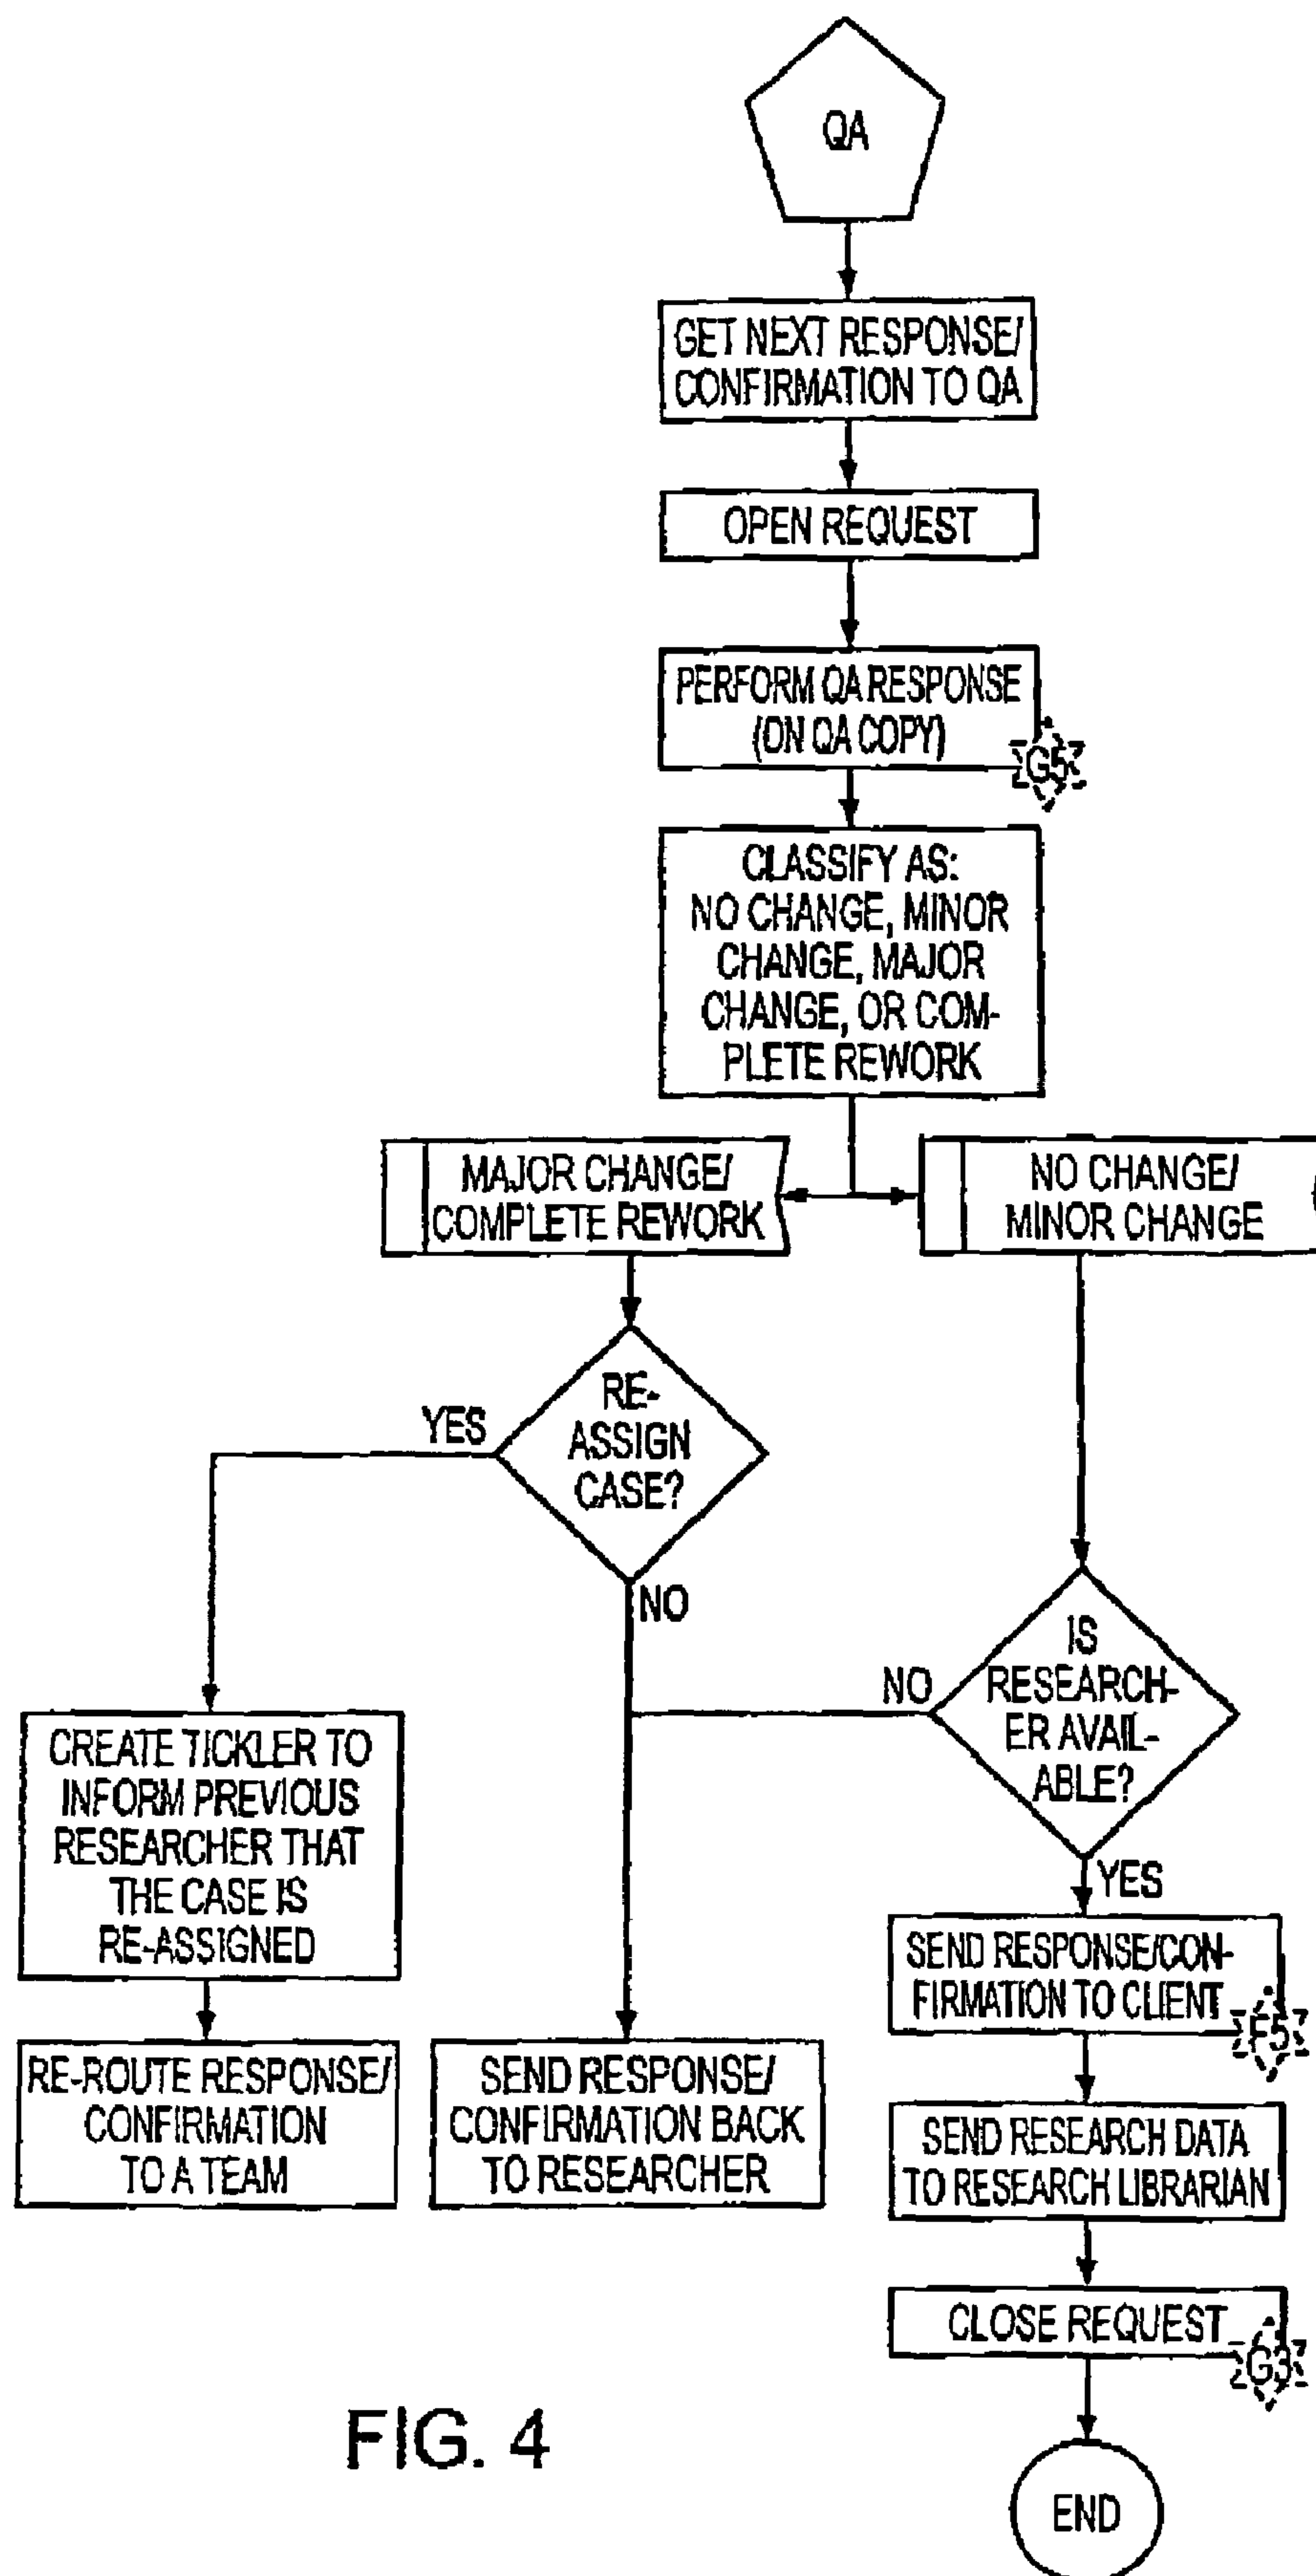 QA
GET NEXT RESPONSE/
CONFIRMATION TO QA
OPEN REQUEST
PERFORM QA RESPONSE
(ON QA COPY)
G5
CLASSIFY AS:
NO CHANGE, MINOR
CHANGE, MAJOR
CHANGE, OR COM-
PLETE REWORK
MAJOR CHANGE/
COMPLETE REWORK
NO CHANGE/
MINOR CHANGE
RE-
ASSIGN
CASE?
YES
NO
IS
RESEARCH-
ER AVAIL-
ABLE?
NO
YES
CREATE TICKLER TO
INFORM PREVIOUS
RESEARCHER THAT
THE CASE IS
RE-ASSIGNED
RE-ROUTE RESPONSE/
CONFIRMATION
TO A TEAM
SEND RESPONSE/
CONFIRMATION BACK
TO RESEARCHER
SEND RESPONSE/CON-
FIRMATION TO CLIENT
F5
SEND RESEARCH DATA
TO RESEARCH LIBRARIAN
CLOSE REQUEST
G3
END
FIG. 4